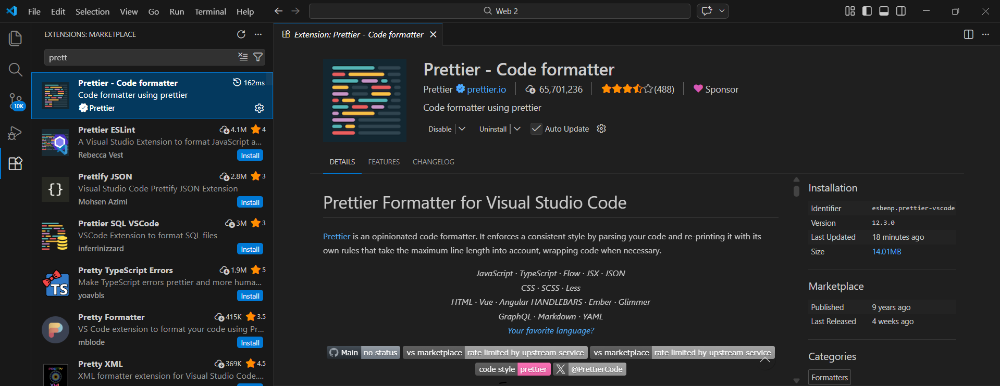 File Edit Selection View Go Run Terminal Help
Web 2
EXTENSIONS: MARKETPLACE
prett
10K
Prettier - Code formatter 162ms
Code formatter using prettier
Prettier
Prettier ESLint 4.1M 4
A Visual Studio Extension to format JavaScript a...
Rebecca Vest Install
Prettify JSON 2.8M 3
Visual Studio Code Prettify JSON Extension
Mohsen Azimi Install
Prettier SQL VSCode 3M 3
VSCode Extension to format SQL files
inferrinizzard Install
Pretty TypeScript Errors 1.9M 5
TS
Make TypeScript errors prettier and more huma...
yoavbls Install
Pretty Formatter 415K 3.5
VS Code extension to format your code using Pr...
mblode Install
Pretty XML 369K 4.5
PRETTY
XML
XML formatter extension for Visual Studio Code....
Extension: Prettier - Code formatter
Prettier - Code formatter
Prettier prettier.io 65,701,236 (488) Sponsor
Code formatter using prettier
Disable Uninstall Auto Update
DETAILS FEATURES CHANGELOG
Prettier Formatter for Visual Studio Code
Prettier is an opinionated code formatter. It enforces a consistent style by parsing your code and re-printing it with its
own rules that take the maximum line length into account, wrapping code when necessary.
JavaScript · TypeScript · Flow · JSX · JSON
CSS · SCSS · Less
HTML · Vue · Angular HANDLEBARS · Ember · Glimmer
GraphQL · Markdown · YAML
Your favorite language?
Main no status vs marketplace rate limited by upstream service vs marketplace rate limited by upstream service
code style prettier @PrettierCode
Installation
Identifier esbenp.prettier-vscode
Version 12.3.0
Last Updated 18 minutes ago
Size 14.01MB
Marketplace
Published 9 years ago
Last Released 4 weeks ago
Categories
Formatters